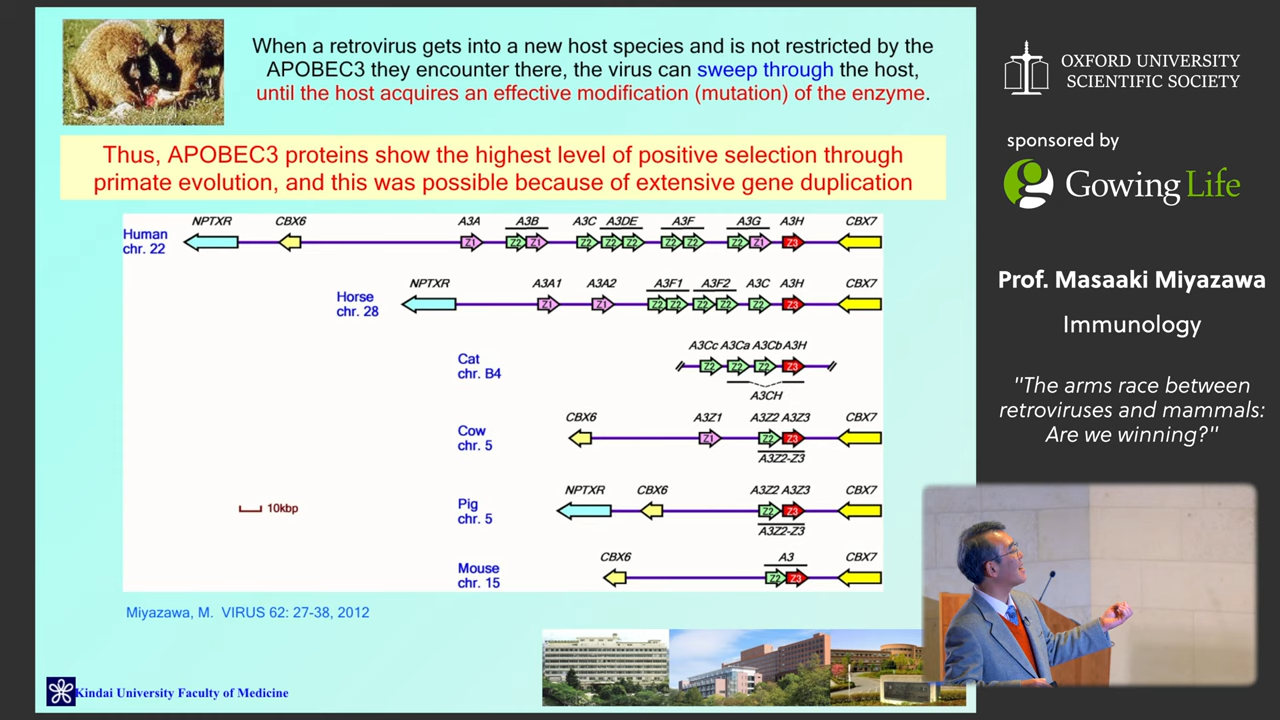 When a retrovirus gets into a new host species and is not restricted by the
APOBEC3 they encounter there, the virus can sweep through the host,
until the host acquires an effective modification (mutation) of the enzyme.
Thus, APOBEC3 proteins show the highest level of positive selection through
primate evolution, and this was possible because of extensive gene duplication
NPTXR CBX6 A3A A3B A3C A3DE A3F A3G A3H CBX7
Human
chr. 22
Z1 Z2 Z1 Z2 Z2 Z2 Z2 Z2 Z2 Z1 Z3
NPTXR A3A1 A3A2 A3F1 A3F2 A3C A3H CBX7
Horse
chr. 28
Z1 Z1 Z2 Z2 Z2 Z2 Z2 Z3
A3Cc A3Ca A3Cb A3H
Cat
chr. B4
Z2 Z2 Z2 Z3
A3CH
CBX6 A3Z1 A3Z2 A3Z3 CBX7
Cow
chr. 5
Z1 Z2 Z3
A3Z2-Z3
NPTXR CBX6 A3Z2 A3Z3 CBX7
Pig
chr. 5
Z2 Z3
A3Z2-Z3
10kbp
CBX6 A3 CBX7
Mouse
chr. 15
Z2 Z3
Miyazawa, M. VIRUS 62: 27-38, 2012
Kindai University Faculty of Medicine
OXFORD UNIVERSITY
SCIENTIFIC SOCIETY
sponsored by
Gowing Life
Prof. Masaaki Miyazawa
Immunology
"The arms race between
retroviruses and mammals:
Are we winning?"